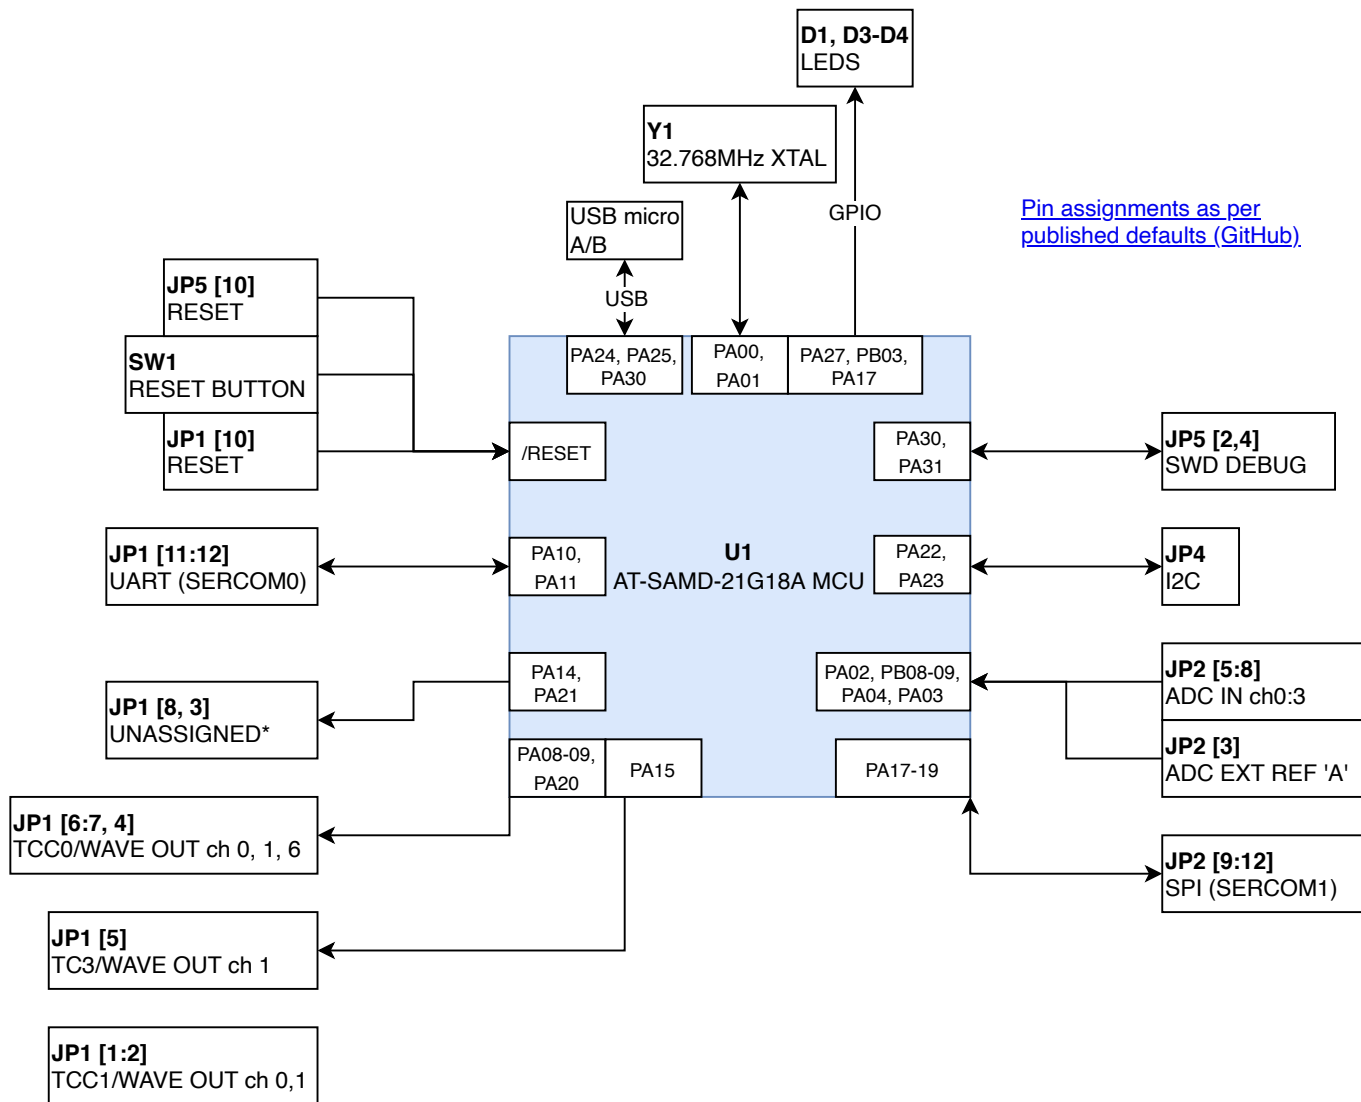 D1, D3-D4
LEDS
Y1
32.768MHz XTAL
GPIO
Pin assignments as per
published defaults (GitHub)
USB micro
A/B
USB
JP5 [10]
RESET
SW1
RESET BUTTON
JP1 [10]
RESET
PA24, PA25,
PA30
PA00,
PA01
PA27, PB03,
PA17
/RESET
PA30,
PA31
JP5 [2,4]
SWD DEBUG
JP1 [11:12]
UART (SERCOM0)
PA10,
PA11
U1
AT-SAMD-21G18A MCU
PA22,
PA23
JP4
I2C
JP1 [8, 3]
UNASSIGNED*
PA14,
PA21
PA02, PB08-09,
PA04, PA03
JP2 [5:8]
ADC IN ch0:3
JP2 [3]
ADC EXT REF 'A'
PA08-09,
PA20
PA15
PA17-19
JP1 [6:7, 4]
TCC0/WAVE OUT ch 0, 1, 6
JP2 [9:12]
SPI (SERCOM1)
JP1 [5]
TC3/WAVE OUT ch 1
JP1 [1:2]
TCC1/WAVE OUT ch 0,1